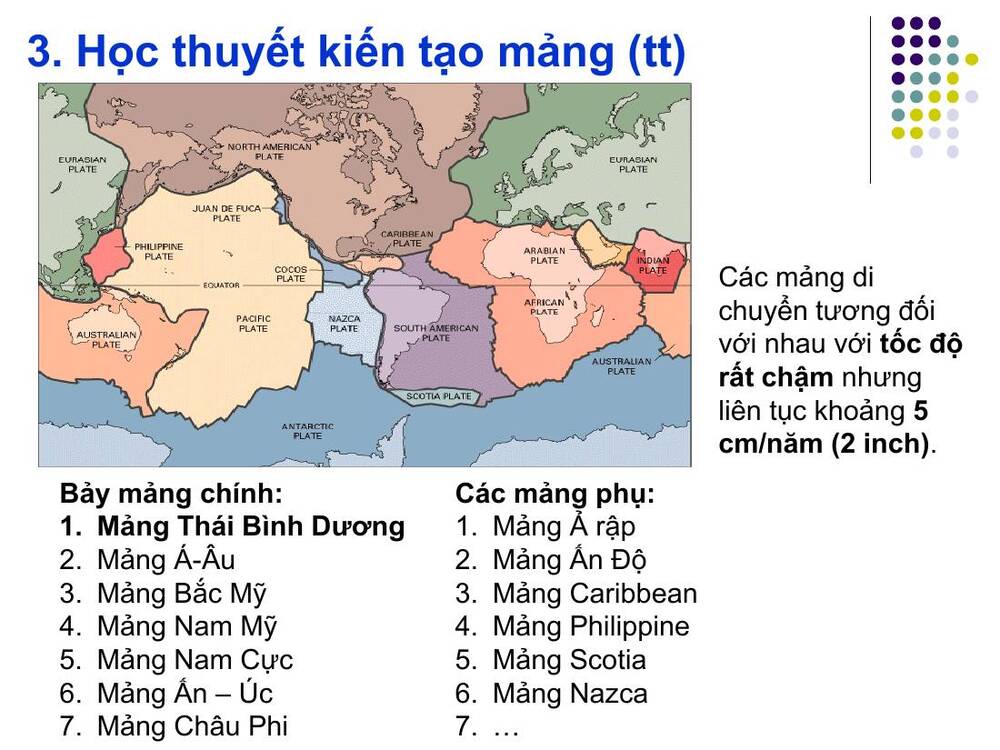 3. Học thuyết kiến tạo mảng (tt)
EURASIAN
PLATE
NORTH AMERICAN
PLATE
EURASIAN
PLATE
JUAN DE FUCA
PLATE
PHILIPPINE
PLATE
CARIBBEAN
PLATE
ARABIAN
PLATE
INDIAN
PLATE
COCOS
PLATE
EQUATOR
AUSTRALIAN
PLATE
PACIFIC
PLATE
NAZCA
PLATE
SOUTH AMERICAN
PLATE
AFRICAN
PLATE
AUSTRALIAN
PLATE
SCOTIA PLATE
ANTARCTIC
PLATE
Các mảng di
chuyển tương đối
với nhau với tốc độ
rất chậm nhưng
liên tục khoảng 5
cm/năm (2 inch).
Bảy mảng chính:
1. Mảng Thái Bình Dương
2. Mảng Á-Âu
3. Mảng Bắc Mỹ
4. Mảng Nam Mỹ
5. Mảng Nam Cực
6. Mảng Ấn – Úc
7. Mảng Châu Phi
Các mảng phụ:
1. Mảng Ả rập
2. Mảng Ấn Độ
3. Mảng Caribbean
4. Mảng Philippine
5. Mảng Scotia
6. Mảng Nazca
7. …